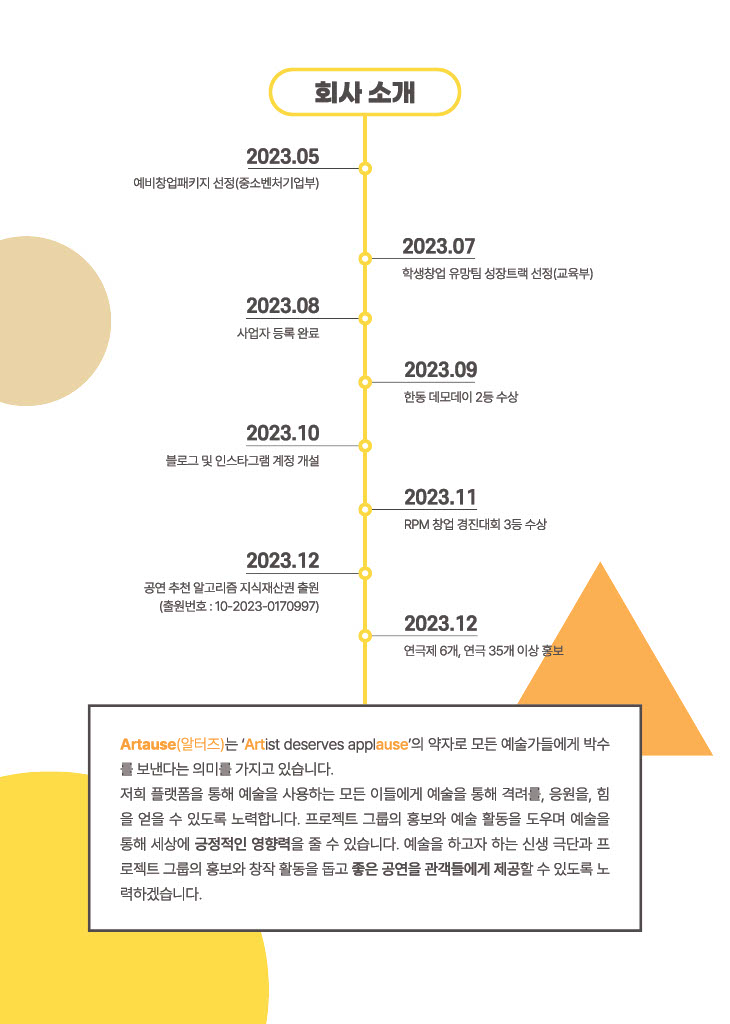 회사 소개
2023.05
예비창업패키지 선정(중소벤처기업부)
2023.07
학생창업 유망팀 성장트랙 선정(교육부)
2023.08
사업자 등록 완료
2023.09
한동 데모데이 2등 수상
2023.10
블로그 및 인스타그램 계정 개설
2023.11
RPM 창업 경진대회 3등 수상
2023.12
공연 추천 알고리즘 지식재산권 출원
(출원번호 : 10-2023-0170997)
2023.12
연극제 6개, 연극 35개 이상 홍보
Artause(알터즈)는 ‘Artist deserves applause’의 약자로 모든 예술가들에게 박수
를 보낸다는 의미를 가지고 있습니다.
저희 플랫폼을 통해 예술을 사용하는 모든 이들에게 예술을 통해 격려를, 응원을, 힘
을 얻을 수 있도록 노력합니다. 프로젝트 그룹의 홍보와 예술 활동을 도우며 예술을
통해 세상에 긍정적인 영향력을 줄 수 있습니다. 예술을 하고자 하는 신생 극단과 프
로젝트 그룹의 홍보와 창작 활동을 돕고 좋은 공연을 관객들에게 제공할 수 있도록 노
력하겠습니다.